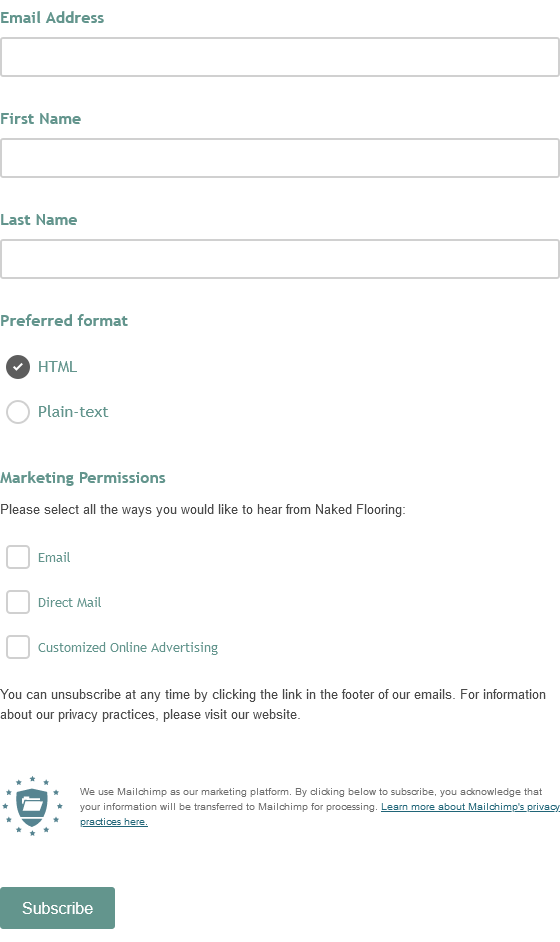 Email Address
First Name
Last Name
Preferred format
HTML
Plain-text
Marketing Permissions
Please select all the ways you would like to hear from Naked Flooring:
Email
Direct Mail
Customized Online Advertising
You can unsubscribe at any time by clicking the link in the footer of our emails. For information
about our privacy practices, please visit our website.
We use Mailchimp as our marketing platform. By clicking below to subscribe, you acknowledge that
your information will be transferred to Mailchimp for processing. Learn more about Mailchimp's privacy
practices here.
Subscribe